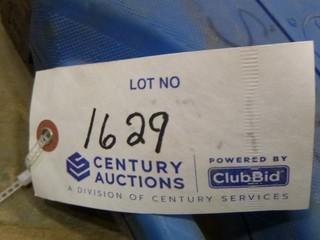 LOT NO
1629
CENTURY AUCTIONS
POWERED BY
ClubBid
A DIVISION OF CENTURY SERVICES